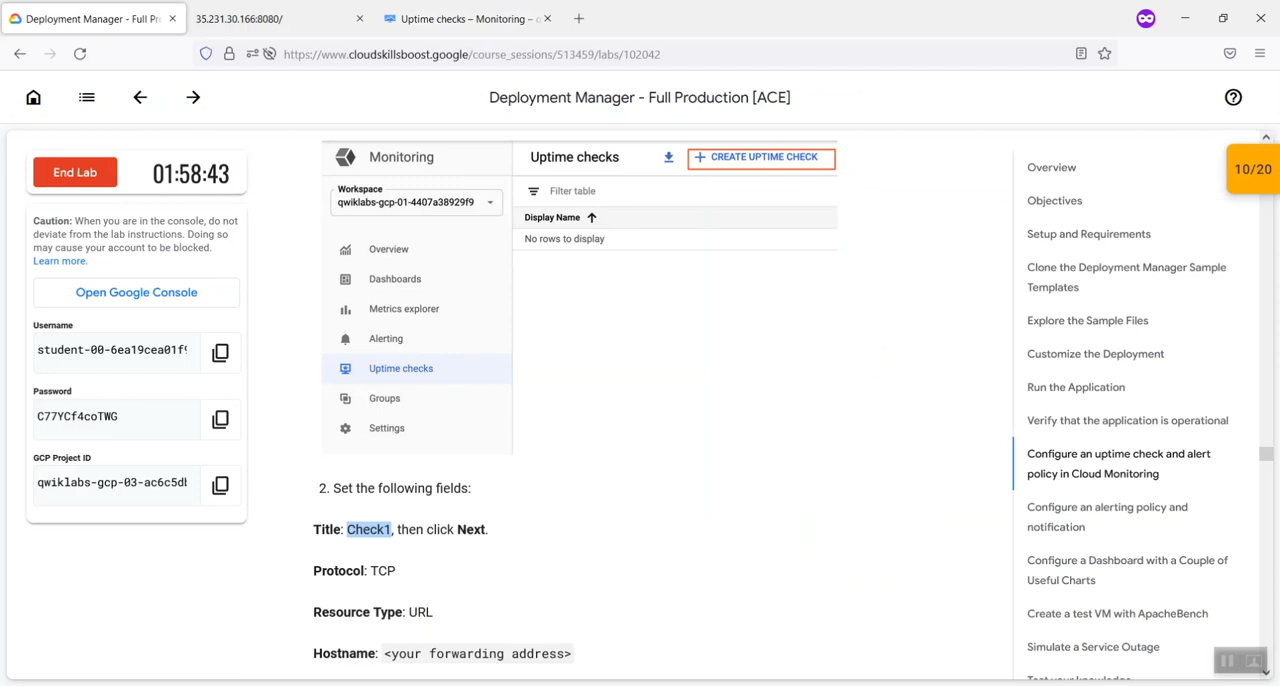 Deployment Manager - Full Pr
35.231.30.166:8080/
Uptime checks – Monitoring –
https://www.cloudskillsboost.google/course_sessions/513459/labs/102042
Deployment Manager - Full Production [ACE]
End Lab
01:58:43
Caution: When you are in the console, do not
deviate from the lab instructions. Doing so
may cause your account to be blocked.
Learn more.
Open Google Console
Username
student-00-6ea19cea01f9
Password
C77YCf4coTWG
GCP Project ID
qwiklabs-gcp-03-ac6c5db
Monitoring
Workspace
qwiklabs-gcp-01-4407a38929f9
Overview
Dashboards
Metrics explorer
Alerting
Uptime checks
Groups
Settings
Uptime checks
CREATE UPTIME CHECK
Filter table
Display Name
No rows to display
2. Set the following fields:
Title: Check1, then click Next.
Protocol: TCP
Resource Type: URL
Hostname: <your forwarding address>
Overview
Objectives
Setup and Requirements
Clone the Deployment Manager Sample
Templates
Explore the Sample Files
Customize the Deployment
Run the Application
Verify that the application is operational
Configure an uptime check and alert
policy in Cloud Monitoring
Configure an alerting policy and
notification
Configure a Dashboard with a Couple of
Useful Charts
Create a test VM with ApacheBench
Simulate a Service Outage
Test your knowledge
10/20